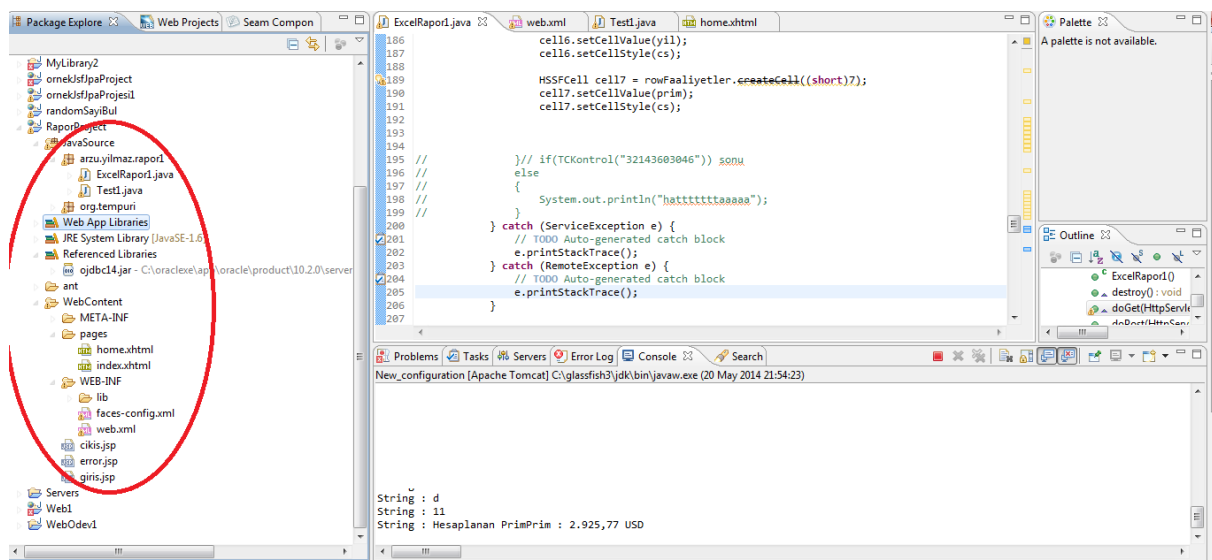 Package Explore
Web Projects
Seam Compon
MyLibrary2
ornekJsfJpaProject
ornekJsfJpaProjesi1
randomSayiBul
RaporProject
JavaSource
arzu.yilmaz.rapor1
ExcelRapor1.java
Test1.java
org.tempuri
Web App Libraries
JRE System Library [JavaSE-1.6]
Referenced Libraries
ojdbc14.jar - C:\oraclexe\app\oracle\product\10.2.0\server
ant
WebContent
META-INF
pages
home.xhtml
index.xhtml
WEB-INF
lib
faces-config.xml
web.xml
cikis.jsp
error.jsp
giris.jsp
Servers
Web1
WebOdev1
ExcelRapor1.java
web.xml
Test1.java
home.xhtml
186 cell6.setCellValue(yil);
187 cell6.setCellStyle(cs);
188
189 HSSFCell cell7 = rowFaaliyetler.createCell((short)7);
190 cell7.setCellValue(prim);
191 cell7.setCellStyle(cs);
192
193
194
195 // }// if(TCKontrol("32143603046")) sonu
196 // else
197 // {
198 // System.out.println("hatttttttaaaaa");
199 // }
200 } catch (ServiceException e) {
201 // TODO Auto-generated catch block
202 e.printStackTrace();
203 } catch (RemoteException e) {
204 // TODO Auto-generated catch block
205 e.printStackTrace();
206 }
207
Palette
A palette is not available.
Outline
ExcelRapor1()
destroy() : void
doGet(HttpServle
doPost(HttpServ
Problems
Tasks
Servers
Error Log
Console
Search
New_configuration [Apache Tomcat] C:\glassfish3\jdk\bin\javaw.exe (20 May 2014 21:54:23)
String : d
String : 11
String : Hesaplanan PrimPrim : 2.925,77 USD